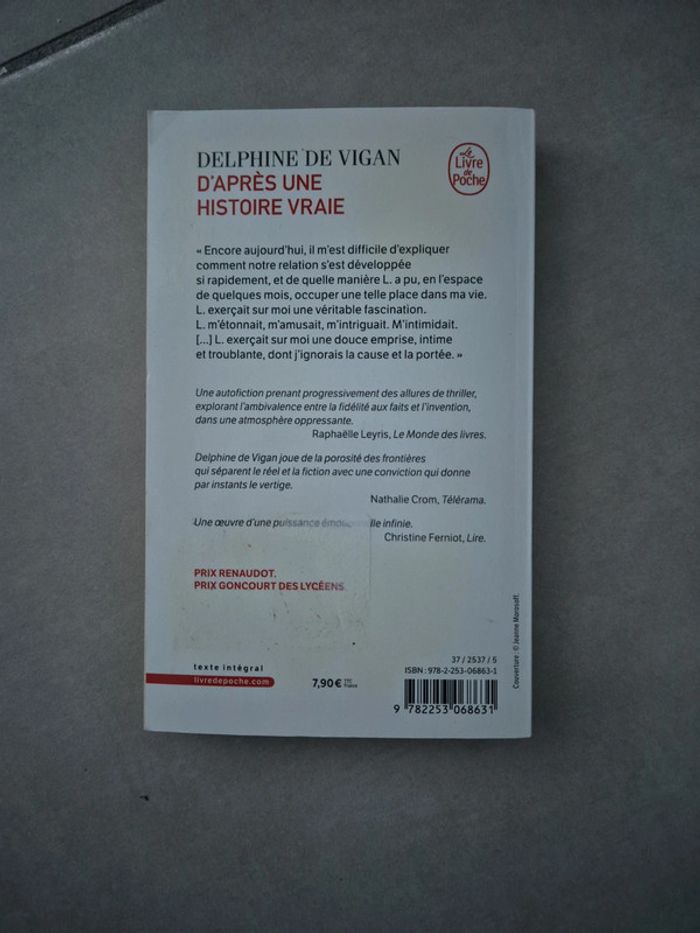 DELPHINE DE VIGAN
D'APRÈS UNE
HISTOIRE VRAIE
Le
Livre
de
Poche
« Encore aujourd'hui, il m'est difficile d'expliquer
comment notre relation s'est développée
si rapidement, et de quelle manière L. a pu, en l'espace
de quelques mois, occuper une telle place dans ma vie.
L. exerçait sur moi une véritable fascination.
L. m'étonnait, m'amusait, m'intriguait. M'intimidait.
[…] L. exerçait sur moi une douce emprise, intime
et troublante, dont j'ignorais la cause et la portée. »
Une autofiction prenant progressivement des allures de thriller,
explorant l'ambivalence entre la fidélité aux faits et l'invention,
dans une atmosphère oppressante.
Raphaëlle Leyris, Le Monde des livres.
Delphine de Vigan joue de la porosité des frontières
qui séparent le réel et la fiction avec une conviction qui donne
par instants le vertige.
Nathalie Crom, Télérama.
Une œuvre d'une puissance émotionnelle infinie.
Christine Ferniot, Lire.
PRIX RENAUDOT.
PRIX GONCOURT DES LYCÉENS
texte intégral
livredepoche.com
7,90 € TTC
France
37 / 2537 / 5
ISBN : 978-2-253-06863-1
9 782253 068631
Couverture : © Jeanne Morosoff.